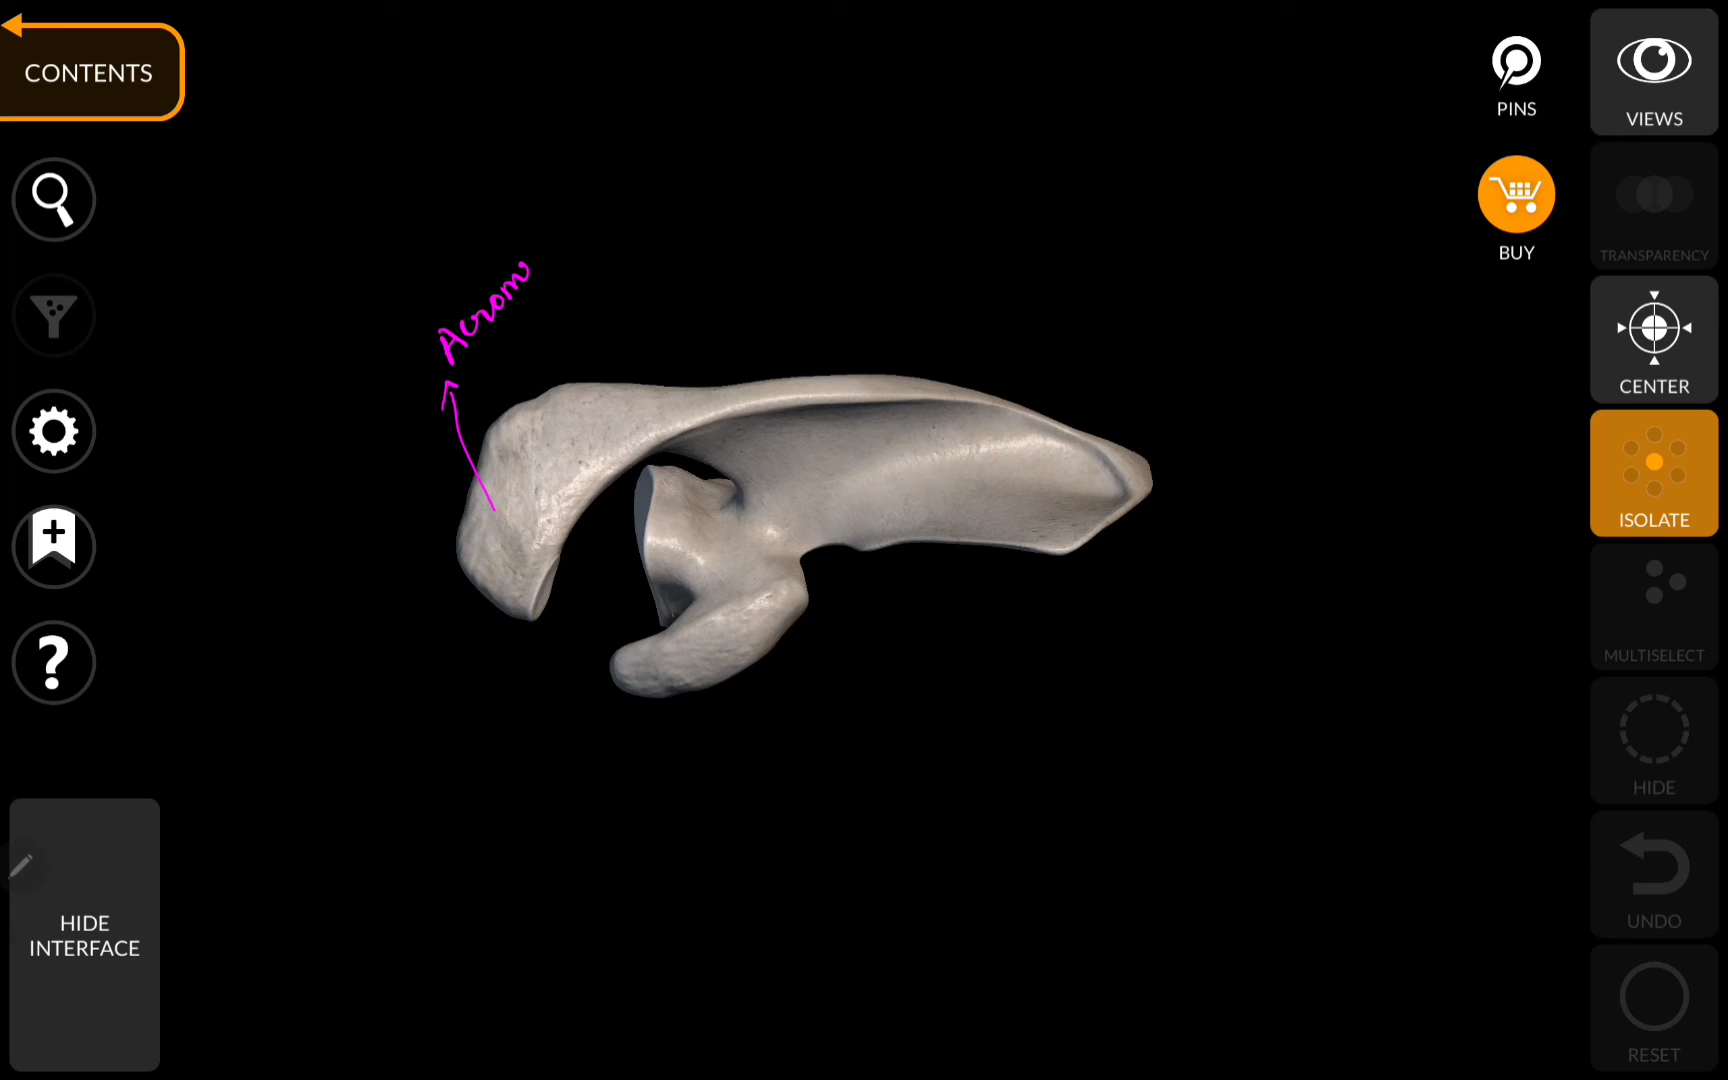 CONTENTS
PINS
VIEWS
BUY
TRANSPARENCY
Acrom
CENTER
ISOLATE
MULTISELECT
HIDE
HIDE
INTERFACE
UNDO
RESET